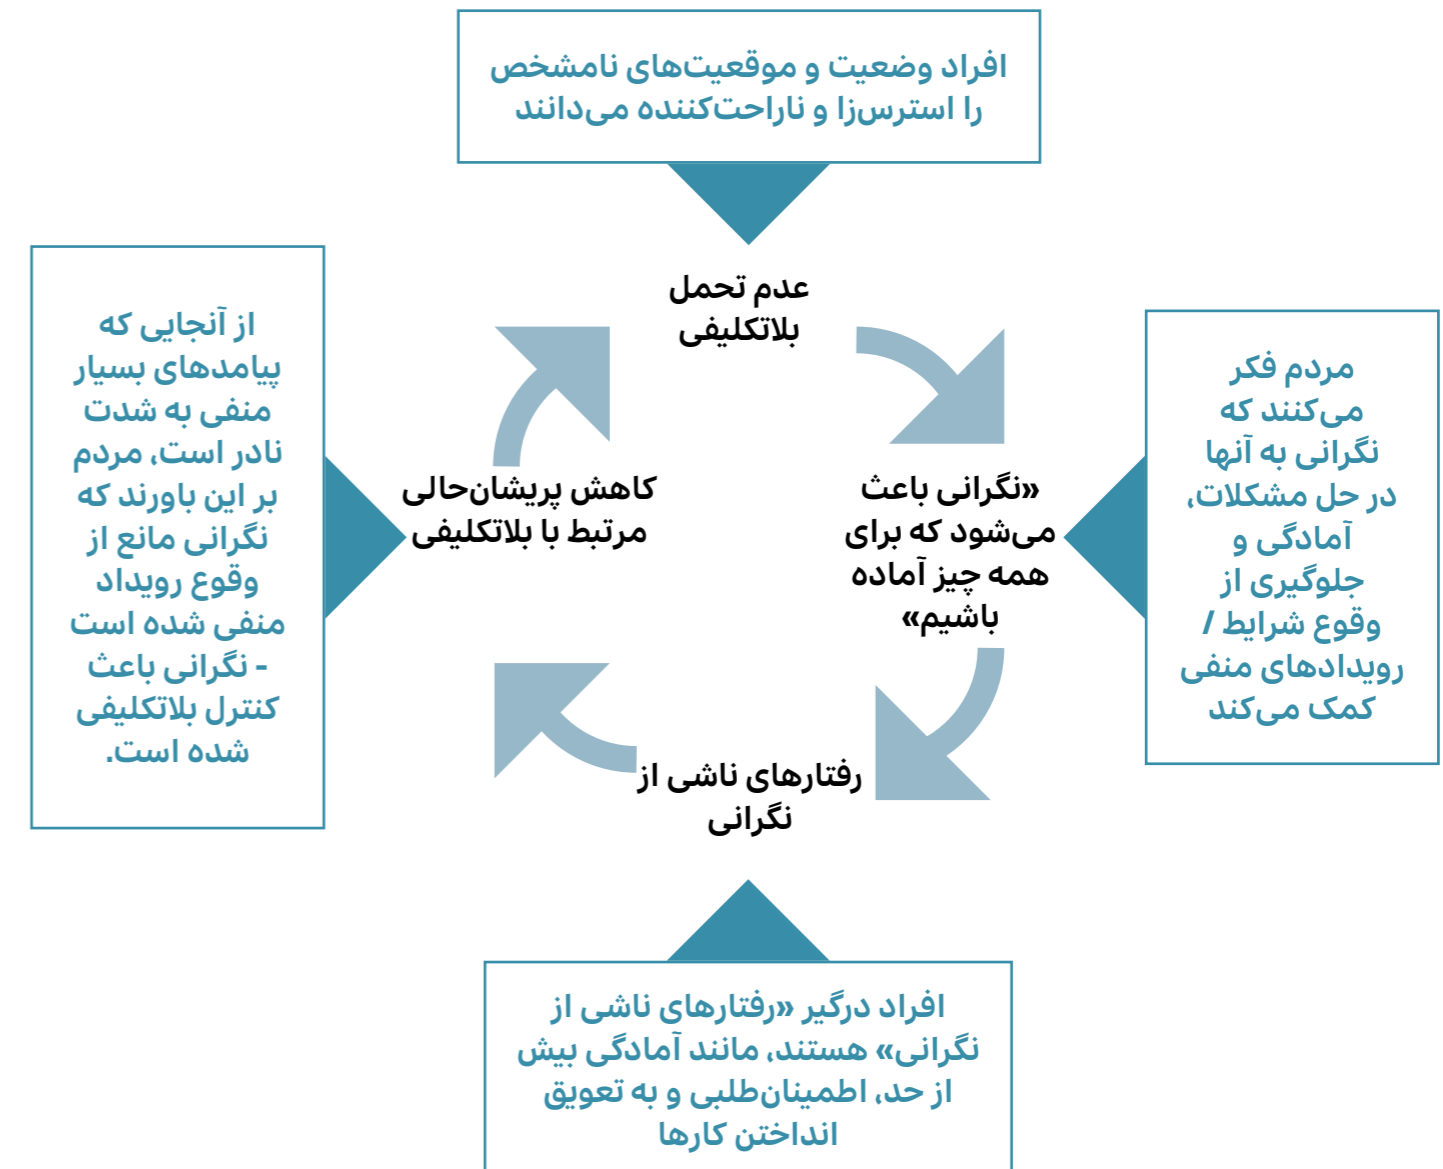 افراد وضعیت و موقعیت‌های نامشخص
را استرس‌زا و ناراحت‌کننده می‌دانند
عدم تحمل
بلاتکلیفی
مردم فکر
می‌کنند که
نگرانی به آنها
در حل مشکلات،
آمادگی و
جلوگیری از
وقوع شرایط /
رویدادهای منفی
کمک می‌کند
«نگرانی باعث
می‌شود که برای
همه چیز آماده
باشیم»
رفتارهای ناشی از
نگرانی
افراد درگیر «رفتارهای ناشی از
نگرانی» هستند، مانند آمادگی بیش
از حد، اطمینان‌طلبی و به تعویق
انداختن کارها
کاهش پریشان‌حالی
مرتبط با بلاتکلیفی
از آنجایی که
پیامدهای بسیار
منفی به شدت
نادر است، مردم
بر این باورند که
نگرانی مانع از
وقوع رویداد
منفی شده است
- نگرانی باعث
کنترل بلاتکلیفی
شده است.